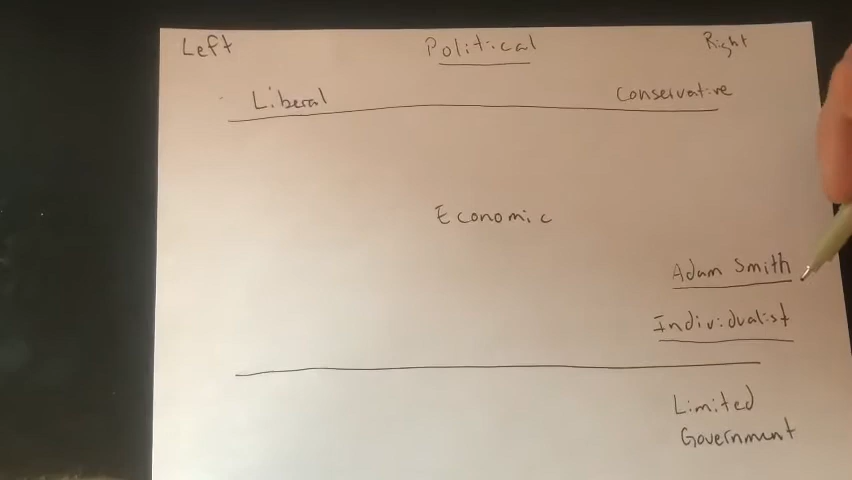 Left Political Right
Liberal Conservative
Economic
Adam Smith
Individualist
Limited
Government